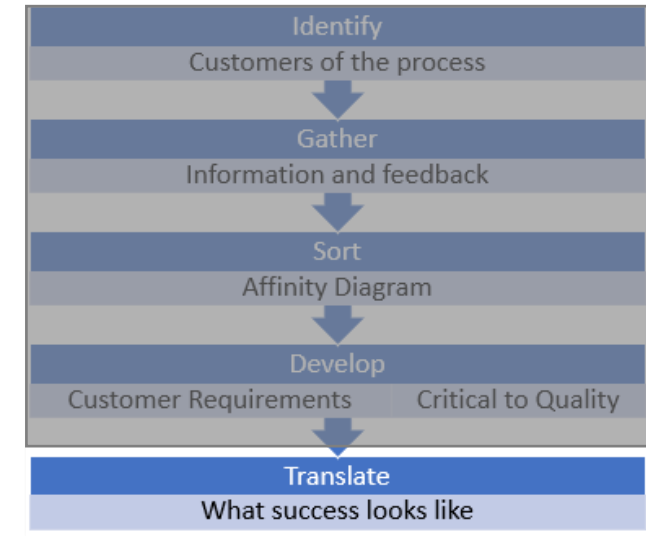 Identify
Customers of the process
Gather
Information and feedback
Sort
Affinity Diagram
Develop
Customer Requirements Critical to Quality
Translate
What success looks like